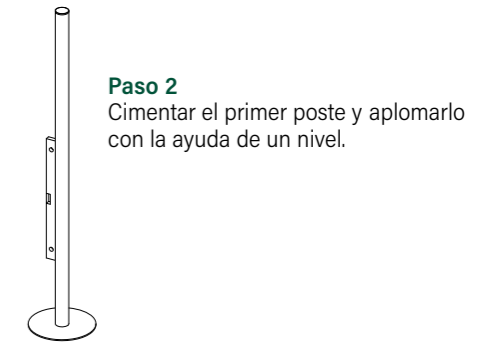 Paso 2
Cimentar el primer poste y aplomarlo
con la ayuda de un nivel.